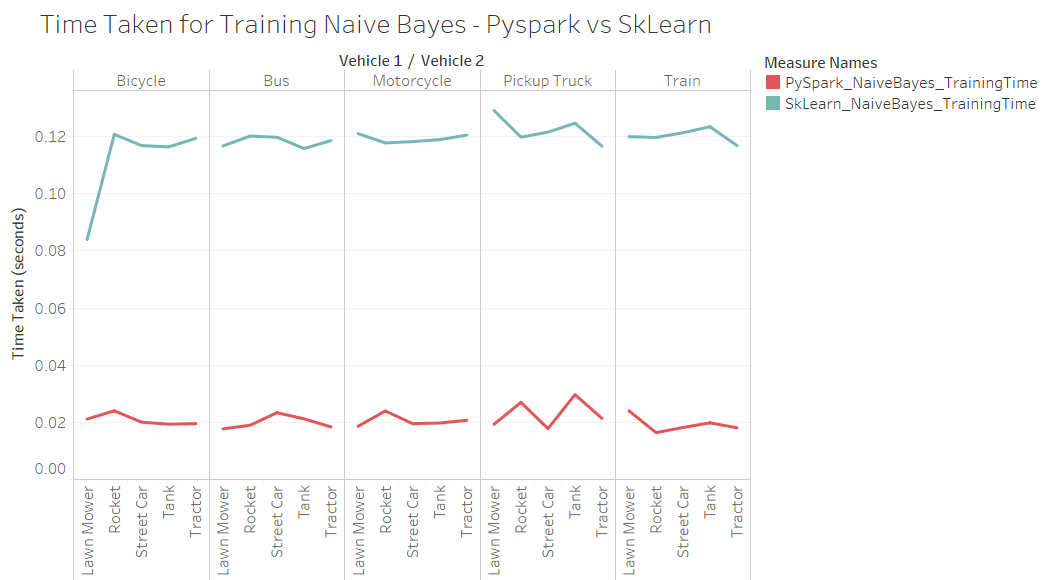 Time Taken for Training Naive Bayes - Pyspark vs SkLearn
Vehicle 1 / Vehicle 2
Measure Names
Bicycle Bus Motorcycle Pickup Truck Train
PySpark_NaiveBayes_TrainingTime
SkLearn_NaiveBayes_TrainingTime
Time Taken (seconds)
0.12
0.10
0.08
0.06
0.04
0.02
0.00
Lawn Mower
Rocket
Street Car
Tank
Tractor
Lawn Mower
Rocket
Street Car
Tank
Tractor
Lawn Mower
Rocket
Street Car
Tank
Tractor
Lawn Mower
Rocket
Street Car
Tank
Tractor
Lawn Mower
Rocket
Street Car
Tank
Tractor